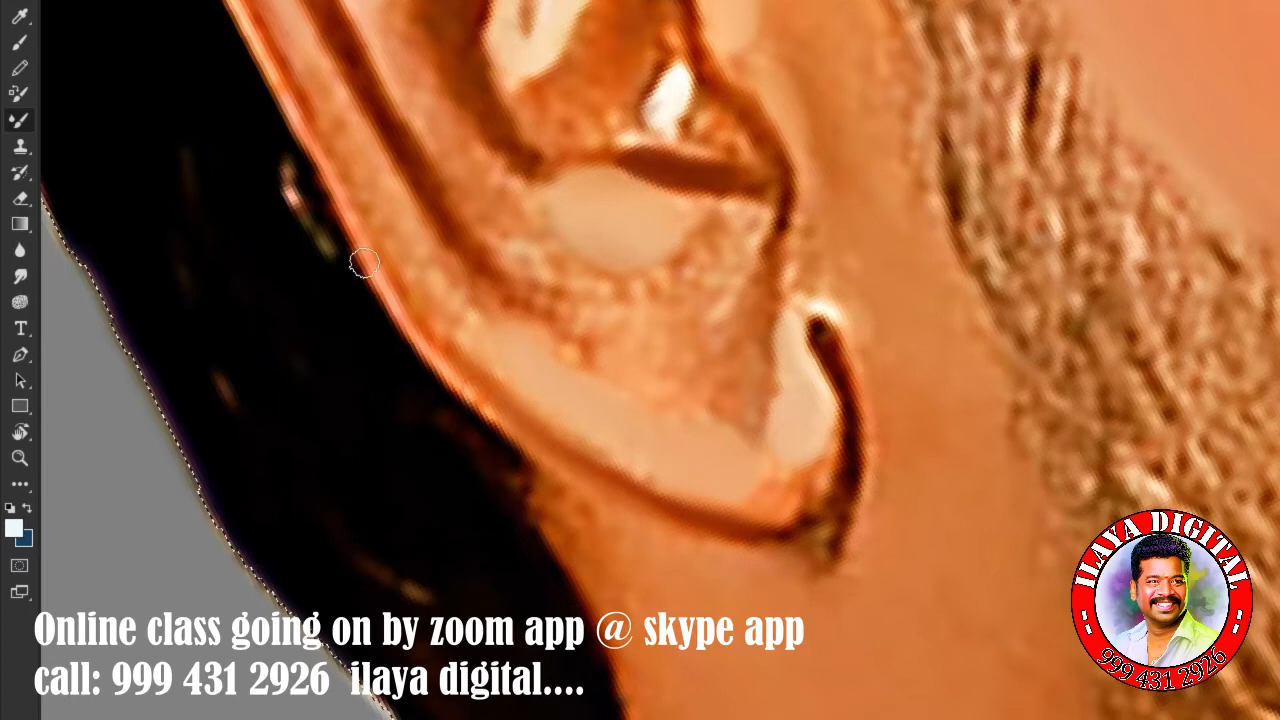 Online class going on by zoom app @ skype app
call: 999 431 2926 ilaya digital....
ILAYA DIGITAL
999 431 2926